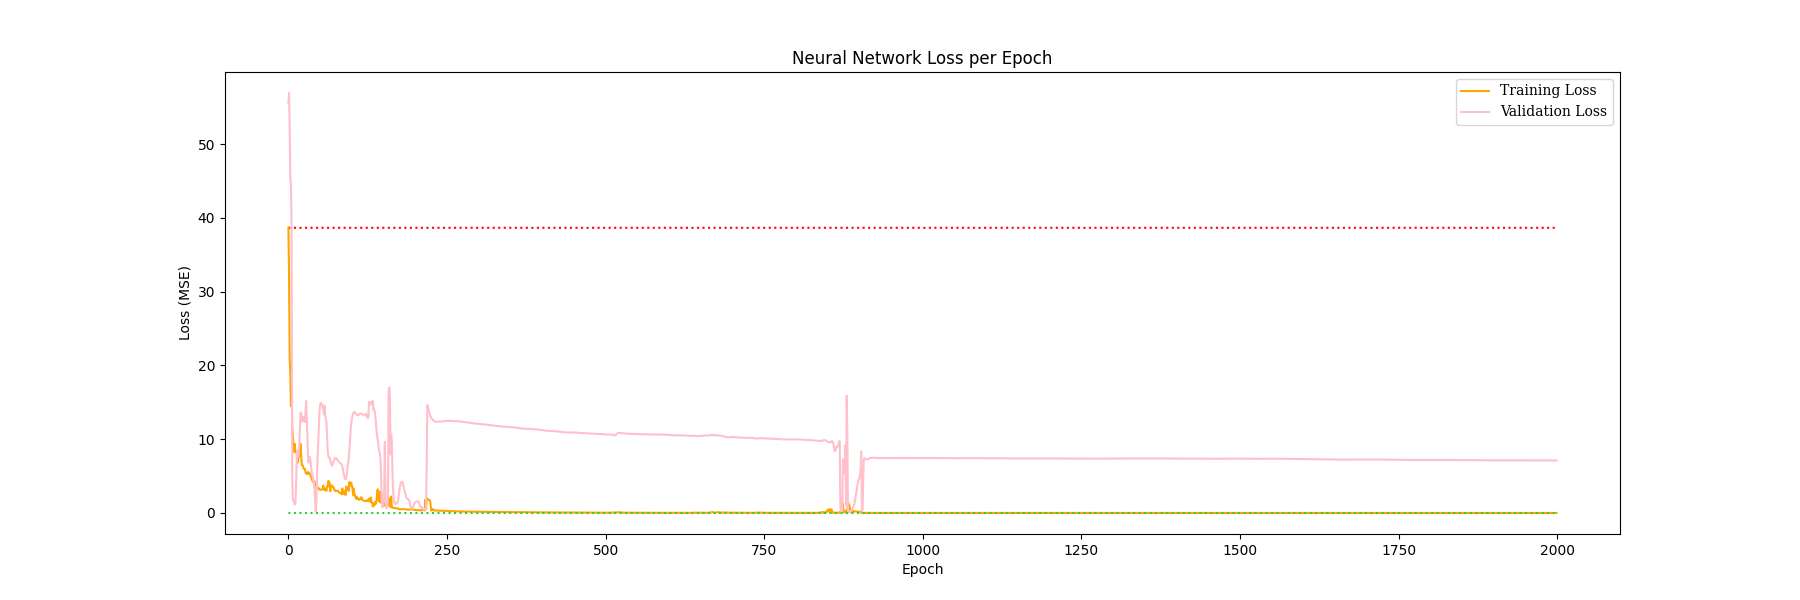 Neural Network Loss per Epoch
Training Loss
Validation Loss
50
40
30
20
10
0
Loss (MSE)
0 250 500 750 1000 1250 1500 1750 2000
Epoch